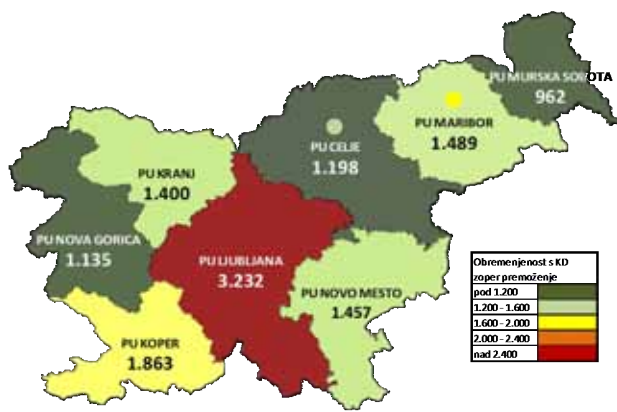 PU MURSKA SOBOTA
962
PU MARIBOR
1.489
PU CELJE
1.198
PU KRANJ
1.400
PU NOVA GORICA
1.135
PU LJUBLJANA
3.232
PU NOVO MESTO
1.457
PU KOPER
1.863
Obremenjenost s KD
zoper premoženje
pod 1.200
1.200 - 1.600
1.600 - 2.000
2.000 - 2.400
nad 2.400